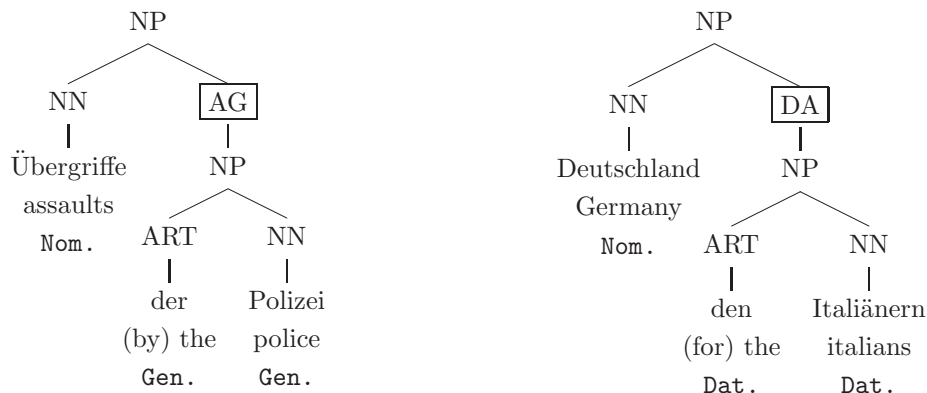 NP
NN AG
Übergriffe NP
assaults
Nom. ART NN
der Polizei
(by) the police
Gen. Gen.
NP
NN DA
Deutschland NP
Germany
Nom. ART NN
den Italiänern
(for) the italians
Dat. Dat.